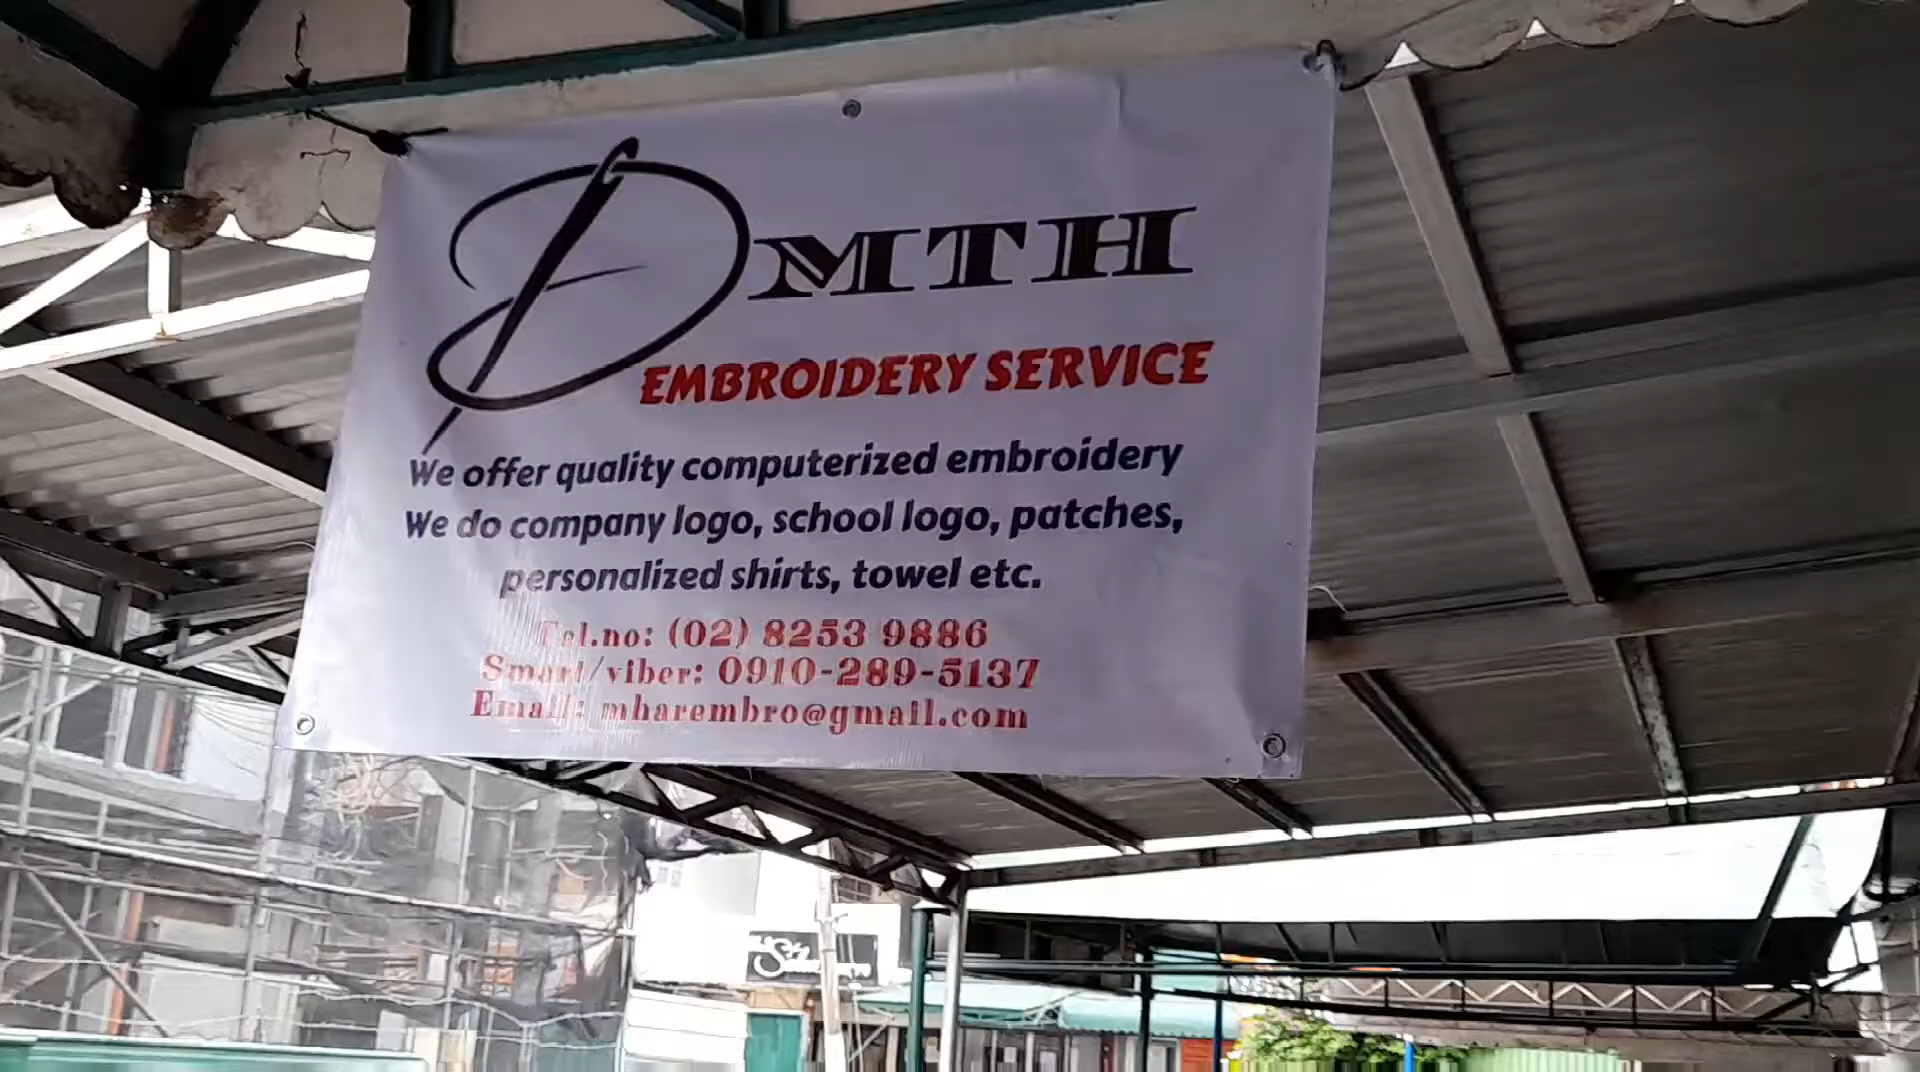 DMTH
EMBROIDERY SERVICE
We offer quality computerized embroidery
We do company logo, school logo, patches,
personalized shirts, towel etc.
Tel.no: (02) 8253 9886
Smart/viber: 0910-289-5137
Email: mharembro@gmail.com